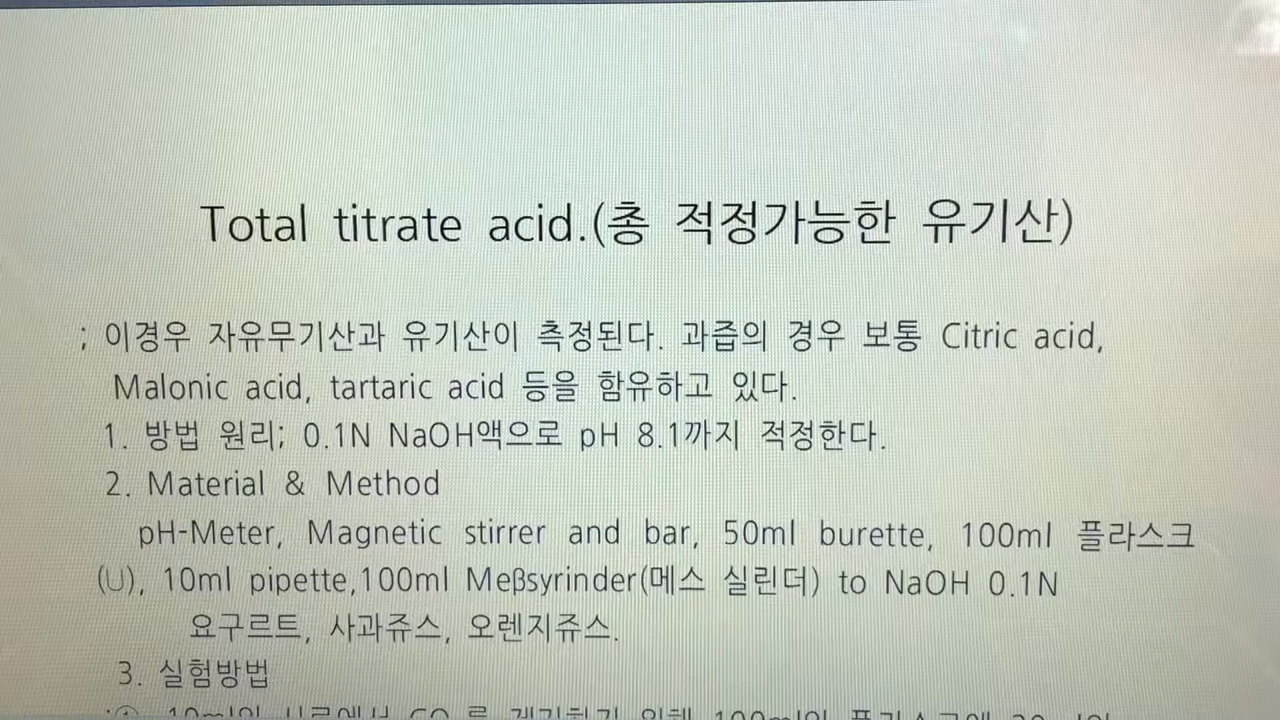 Total titrate acid.(총 적정가능한 유기산)
; 이경우 자유무기산과 유기산이 측정된다. 과즙의 경우 보통 Citric acid,
Malonic acid, tartaric acid 등을 함유하고 있다.
1. 방법 원리; 0.1N NaOH액으로 pH 8.1까지 적정한다.
2. Material & Method
pH-Meter, Magnetic stirrer and bar, 50ml burette, 100ml 플라스크
(U), 10ml pipette,100ml Meβsyrinder(메스 실린더) to NaOH 0.1N
요구르트, 사과쥬스, 오렌지쥬스.
3. 실험방법